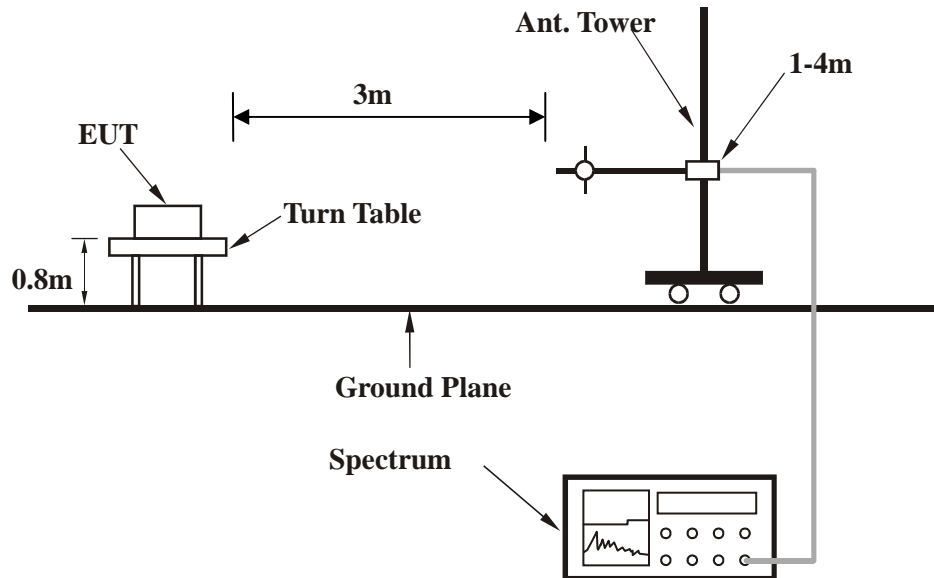 Ant. Tower
1-4m
3m
EUT
Turn Table
0.8m
Ground Plane
Spectrum